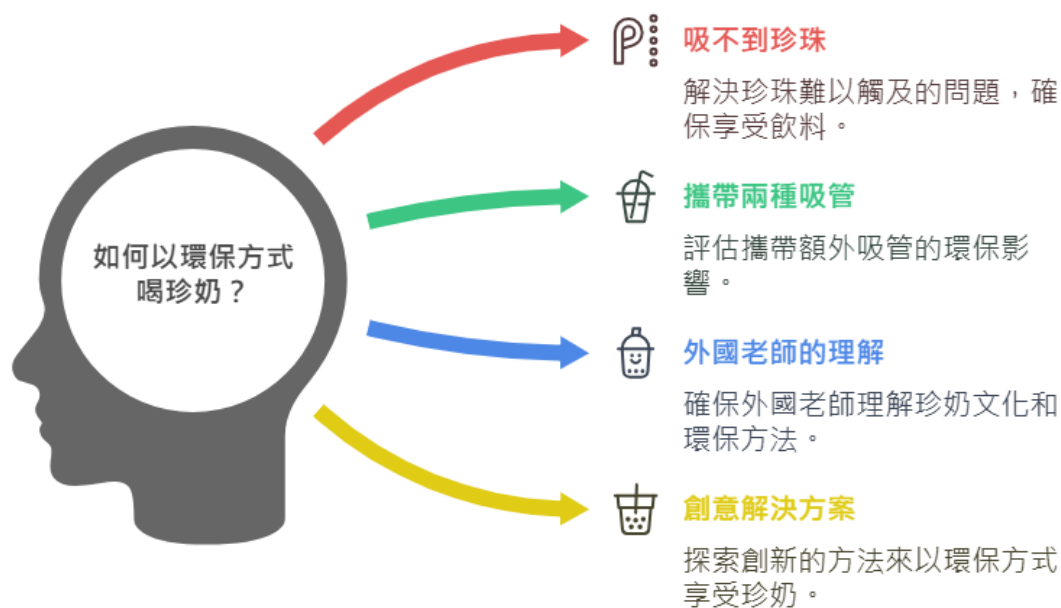 如何以環保方式
喝珍奶？
吸不到珍珠
解決珍珠難以觸及的問題，確
保享受飲料。
攜帶兩種吸管
評估攜帶額外吸管的環保影
響。
外國老師的理解
確保外國老師理解珍奶文化和
環保方法。
創意解決方案
探索創新的方法來以環保方式
享受珍奶。